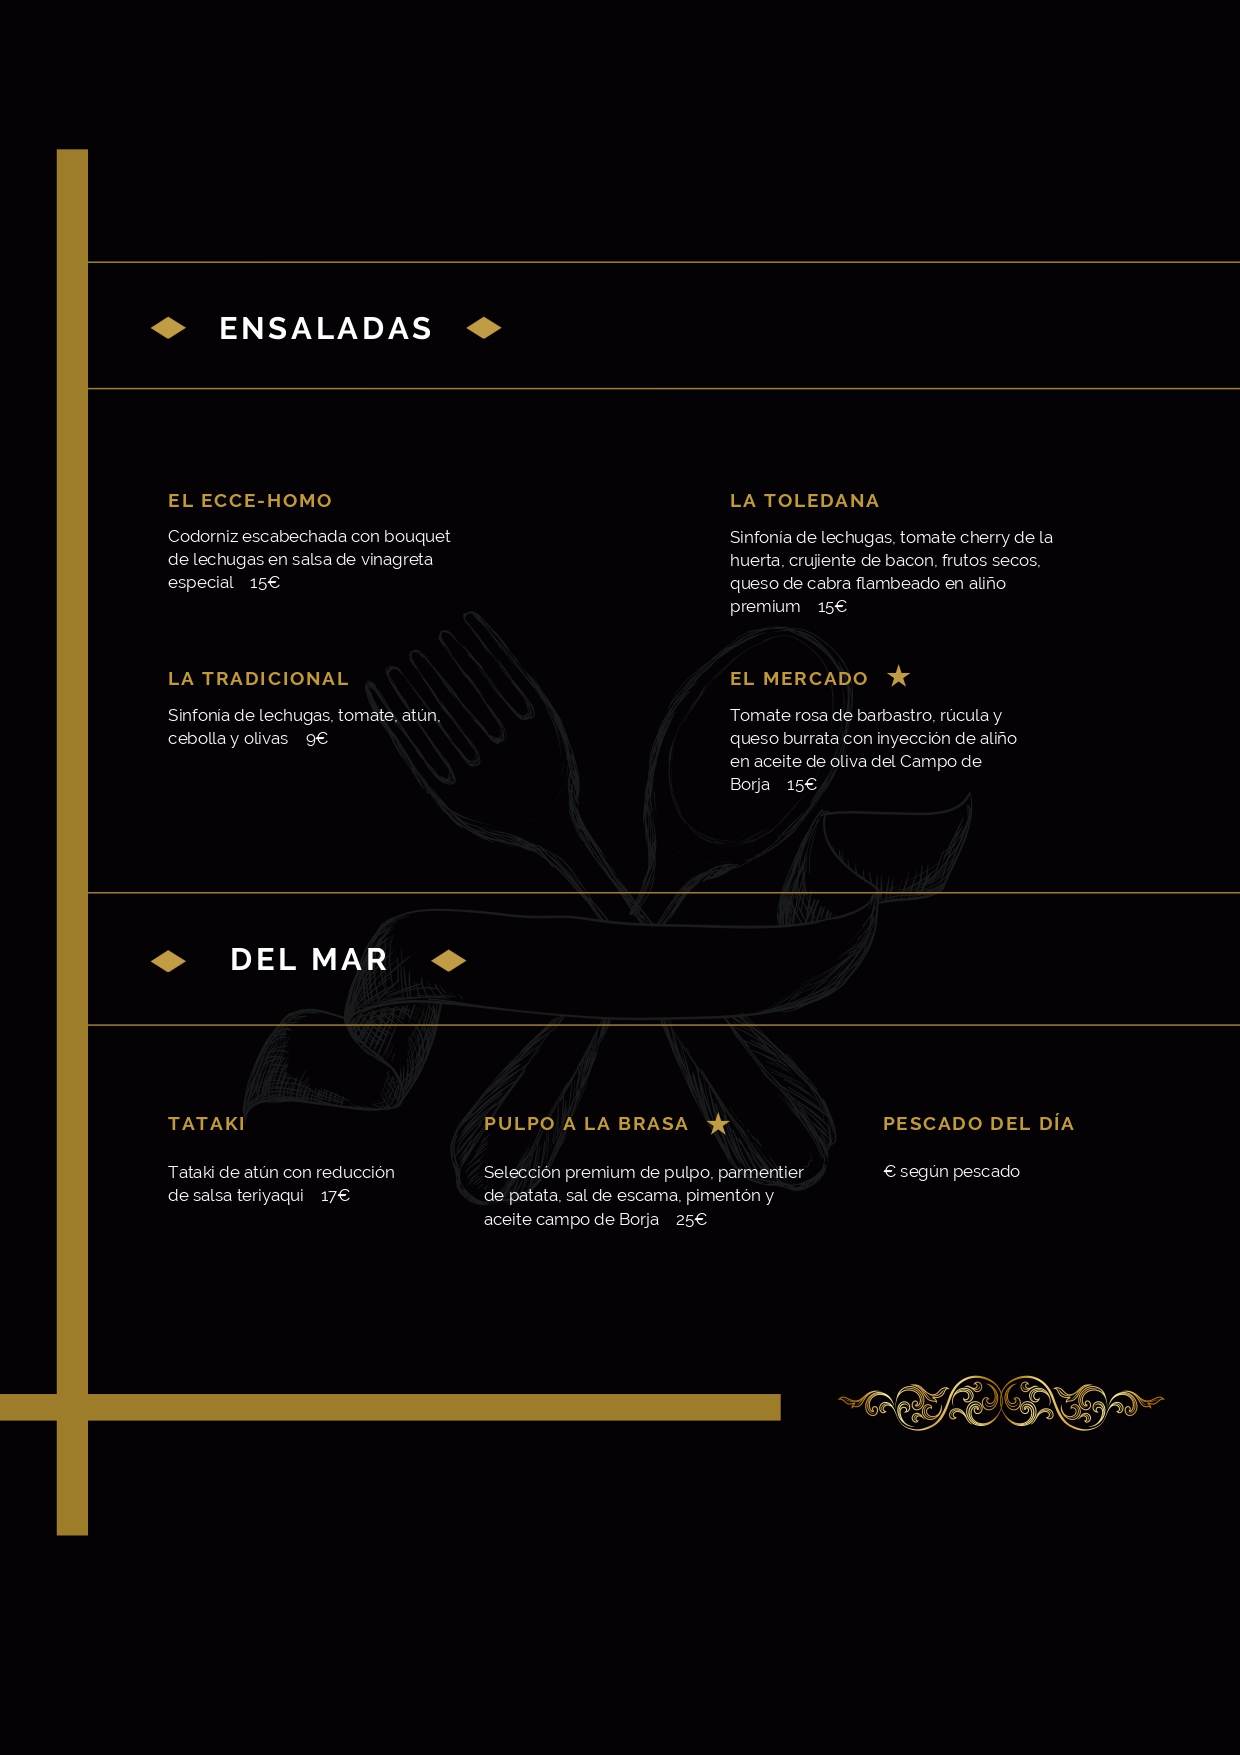 ENSALADAS
EL ECCE-HOMO
Codorniz escabechada con bouquet
de lechugas en salsa de vinagreta
especial 15€
LA TOLEDANA
Sinfonía de lechugas, tomate cherry de la
huerta, crujiente de bacon, frutos secos,
queso de cabra flambeado en aliño
premium 15€
LA TRADICIONAL
Sinfonía de lechugas, tomate, atún,
cebolla y olivas 9€
EL MERCADO ★
Tomate rosa de barbastro, rúcula y
queso burrata con inyección de aliño
en aceite de oliva del Campo de
Borja 15€
DEL MAR
TATAKI
Tataki de atún con reducción
de salsa teriyaqui 17€
PULPO A LA BRASA ★
Selección premium de pulpo, parmentier
de patata, sal de escama, pimentón y
aceite campo de Borja 25€
PESCADO DEL DÍA
€ según pescado